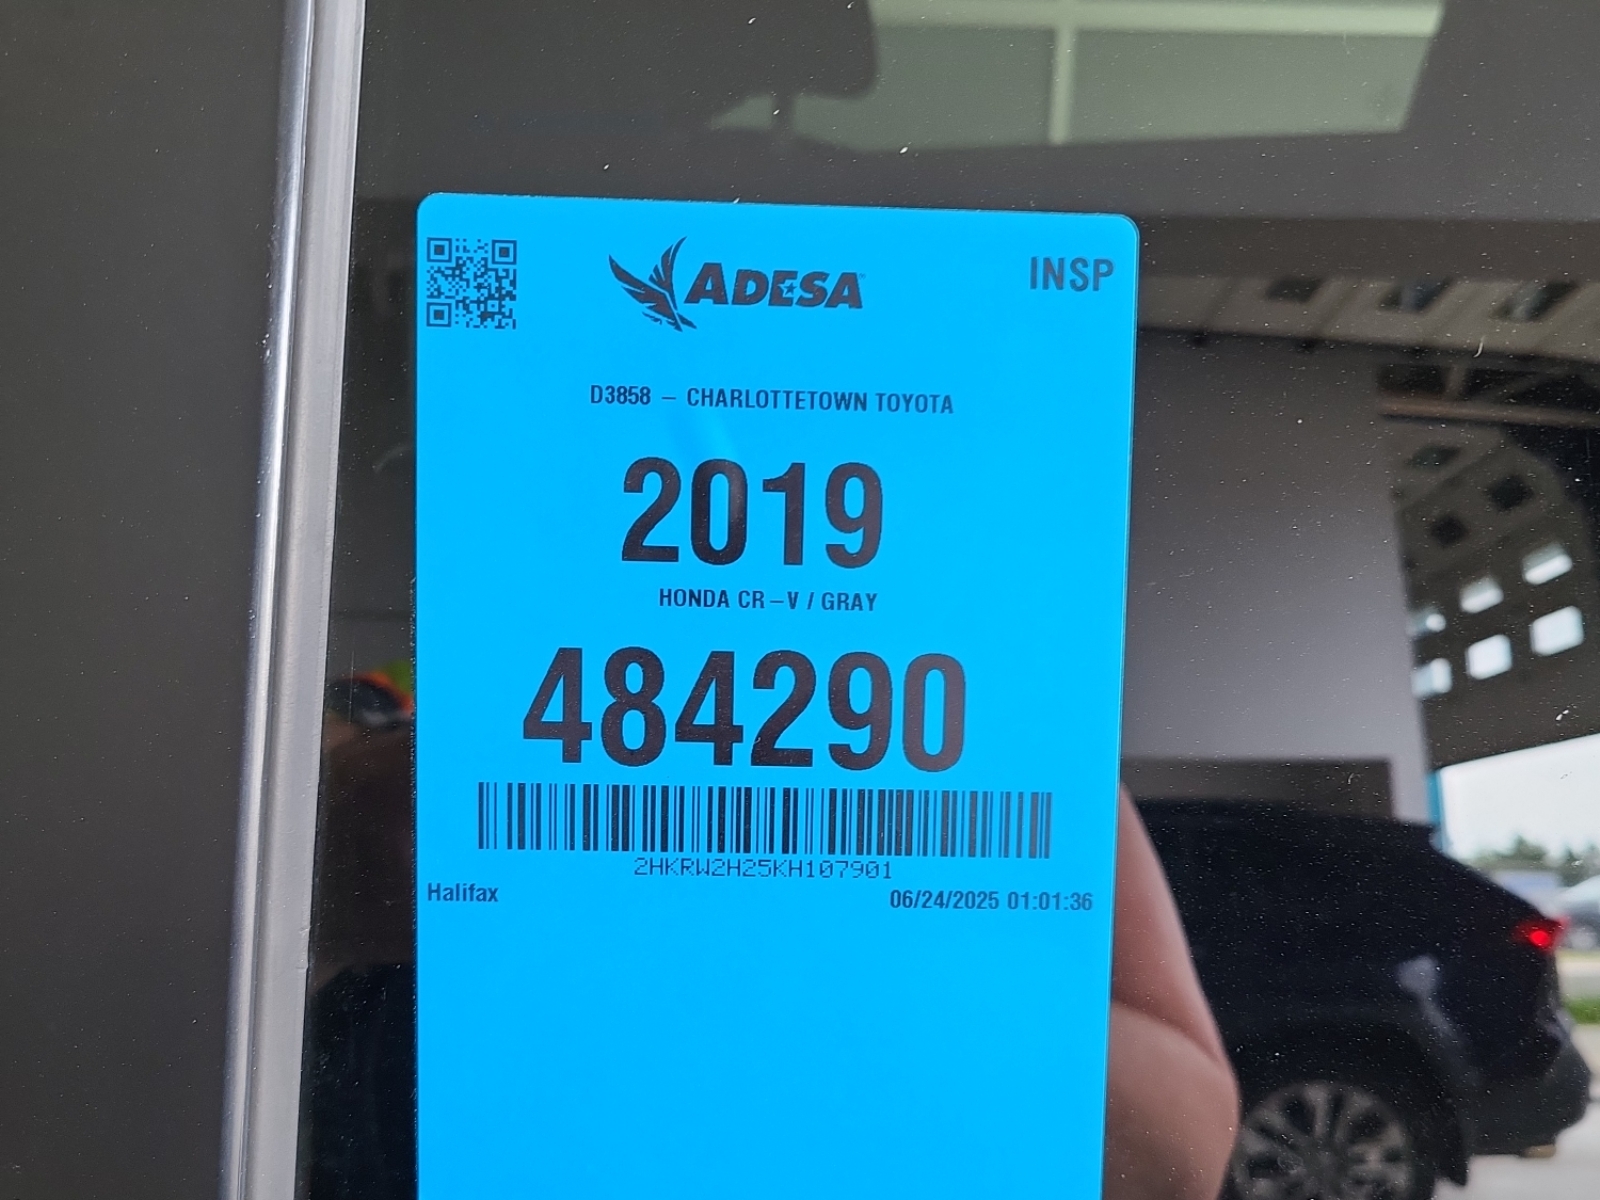 ADESA
INSP
D3858 - CHARLOTTETOWN TOYOTA
2019
HONDA CR-V / GRAY
484290
2HKRW2H25KH107901
Halifax
06/24/2025 01:01:36